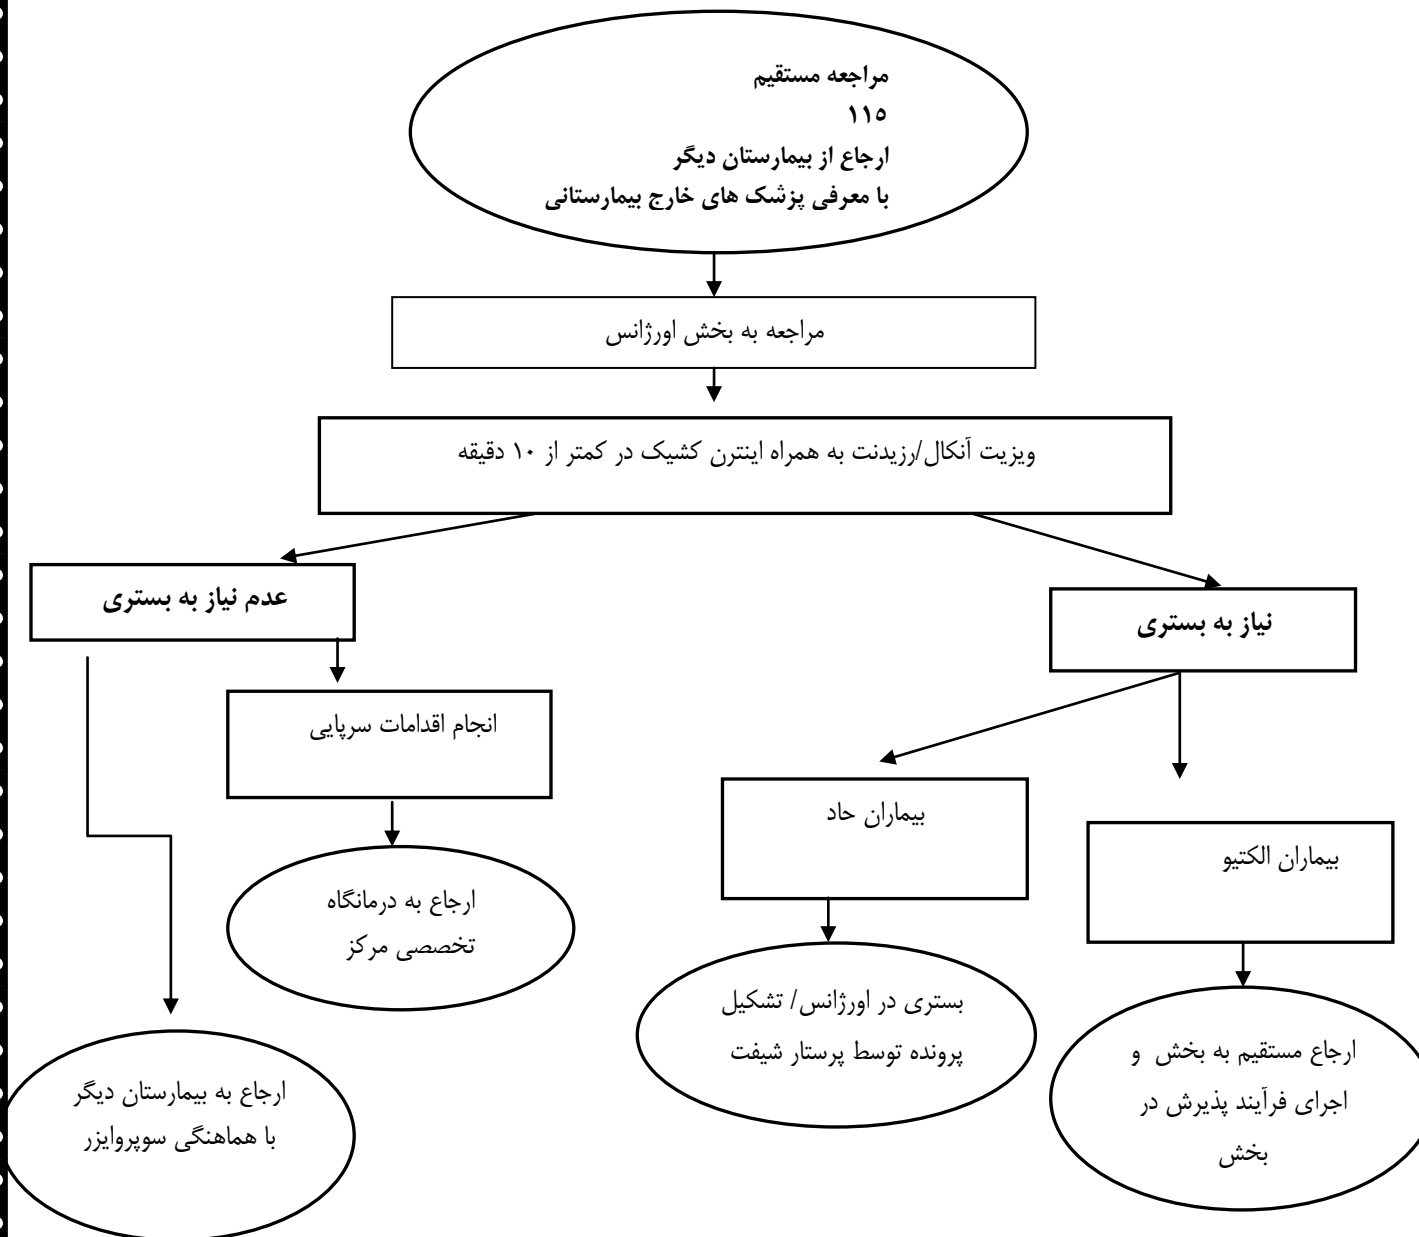 مراجعه مستقیم
۱۱۵
ارجاع از بیمارستان دیگر
با معرفی پزشک های خارج بیمارستانی
مراجعه به بخش اورژانس
ویزیت آنکال/رزیدنت به همراه اینترن کشیک در کمتر از ۱۰ دقیقه
نیاز به بستری
عدم نیاز به بستری
بیماران الکتیو
بیماران حاد
انجام اقدامات سرپایی
ارجاع مستقیم به بخش و
اجرای فرآیند پذیرش در
بخش
بستری در اورژانس/ تشکیل
پرونده توسط پرستار شیفت
ارجاع به درمانگاه
تخصصی مرکز
ارجاع به بیمارستان دیگر
با هماهنگی سوپروایزر